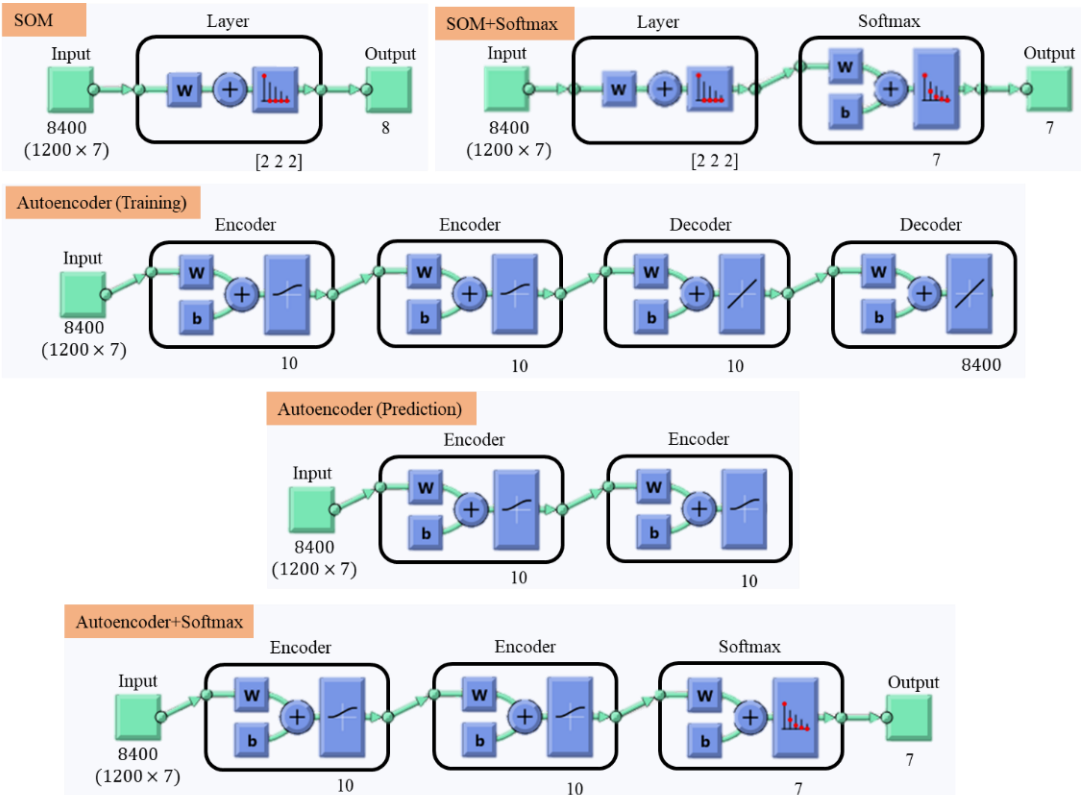 SOM
Layer
Input
Output
W
+
8400
(1200 × 7)
8
[2 2 2]
SOM+Softmax
Layer
Softmax
Input
Output
W
+
W
b
+
8400
(1200 × 7)
[2 2 2]
7
7
Autoencoder (Training)
Encoder
Encoder
Decoder
Decoder
Input
W
b
+
W
b
+
W
b
+
W
b
+
8400
(1200 × 7)
10
10
10
8400
Autoencoder (Prediction)
Encoder
Encoder
Input
W
b
+
W
b
+
8400
(1200 × 7)
10
10
Autoencoder+Softmax
Encoder
Encoder
Softmax
Input
Output
W
b
+
W
b
+
W
b
+
8400
(1200 × 7)
10
10
7
7